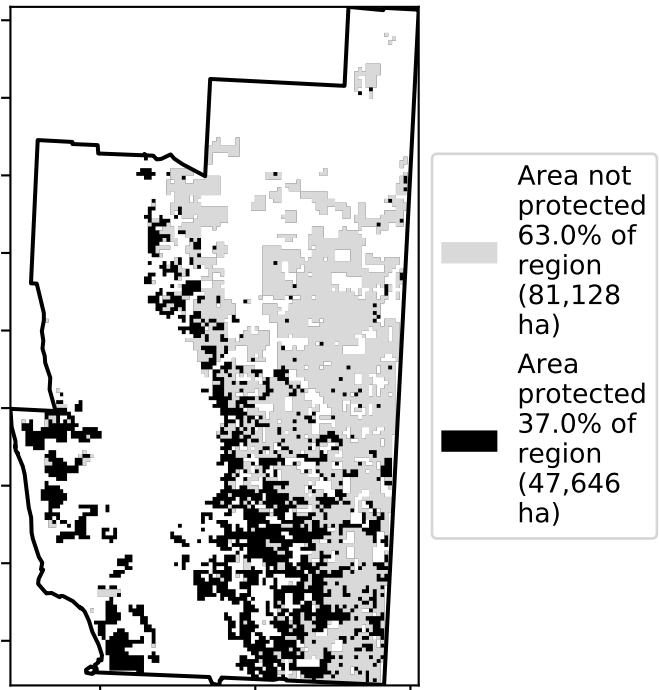 Area not
protected
63.0% of
region
(81,128
ha)
Area
protected
37.0% of
region
(47,646
ha)